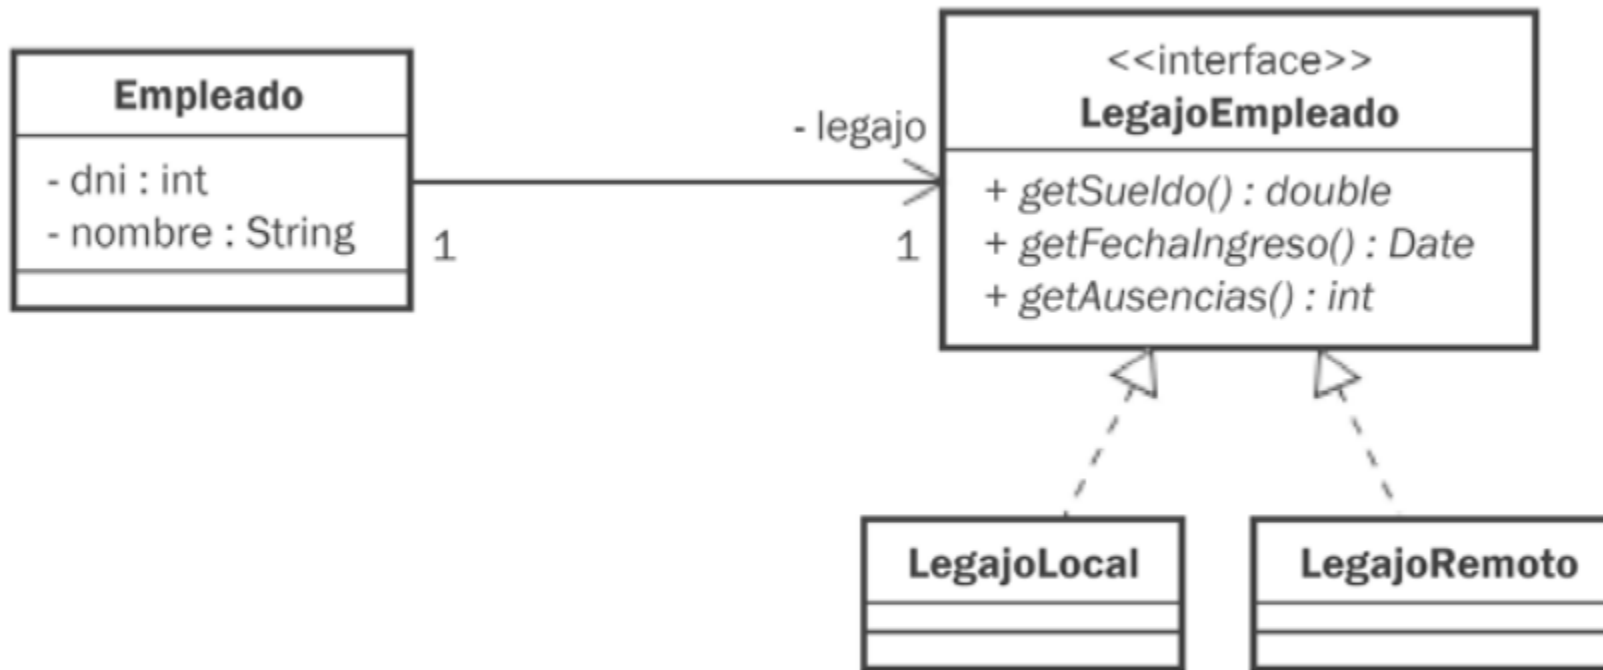 Empleado
- dni : int
- nombre : String
1
- legajo
1
<<interface>>
LegajoEmpleado
+ getSueldo() : double
+ getFechaIngreso() : Date
+ getAusencias() : int
LegajoLocal
LegajoRemoto